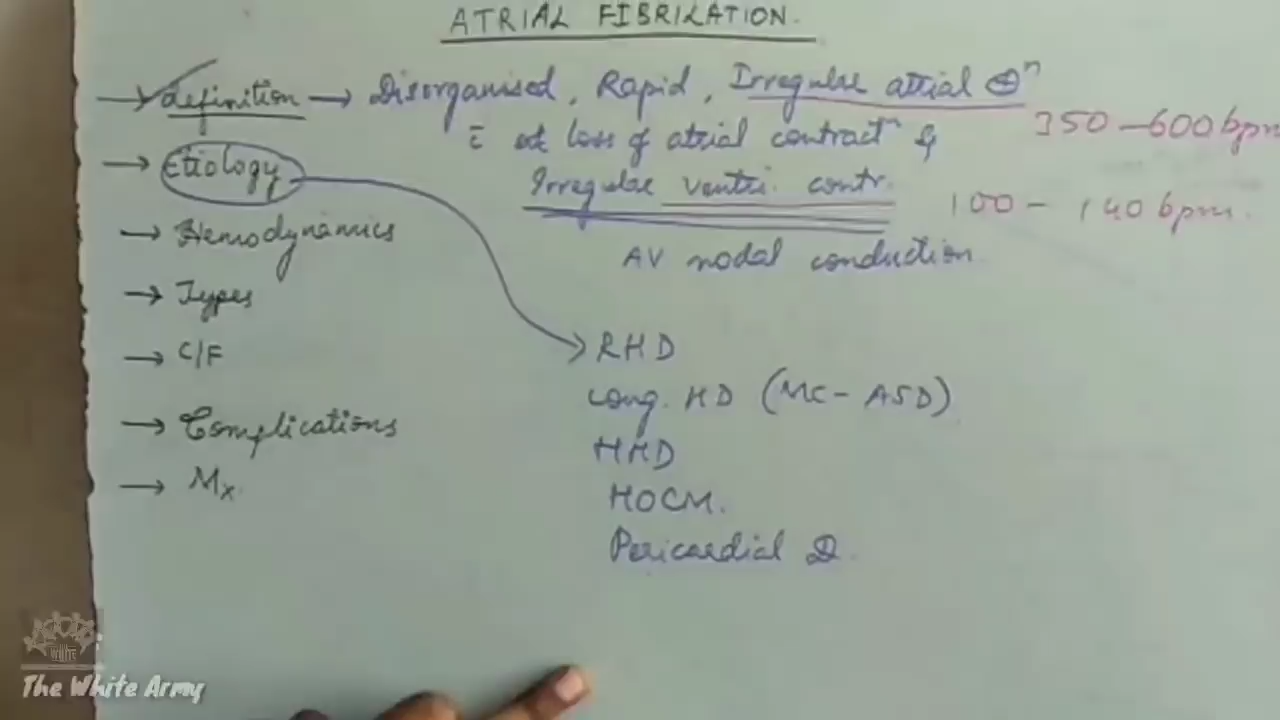 ATRIAL FIBRILATION.
→ definition → Disorganised, Rapid, Irregular atrial ⊕ⁿ
350 - 600 bpm
c̄ loss of atrial contractⁿ &
→ Etiology
Irregular ventri. contr.
100 - 140 bpm.
→ Hemodynamics
AV nodal conduction
→ Types
→ C/F
RHD
Cong. HD (MC - ASD)
→ Complications
HHD
→ Mx.
HOCM.
Pericardial D.
White
The White Army